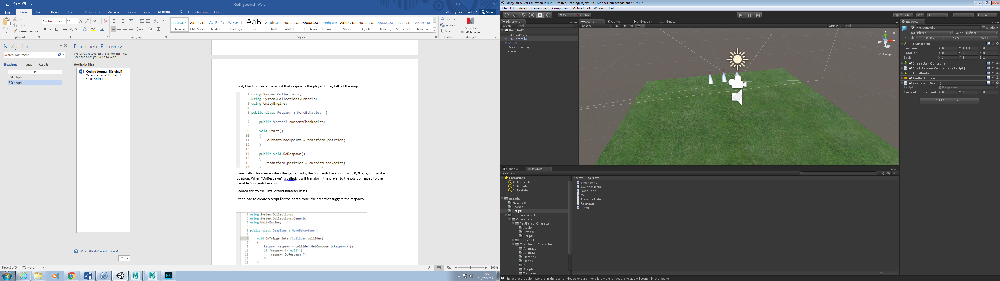 Coding Journal - Word
File Home Insert Design Layout References Mailings Review View ACROBAT Tell me what you want to do... Pitter, Tyreese Charles 2 Share
Paste
Cut
Copy
Format Painter
Clipboard
Calibri (Body) 11
Font
Paragraph
AaBbCcDc AaBbCcDc AaBbCc AaBbCcD AaB AaBbCcD AaBbCcDc AaBbCcDc AaBbCcDc AaBbCcDc AaBbCcDc AaBbCcDc AaBbCcDD AaBbCcDD
¶ Normal ¶ No Spac... Heading 1 Heading 2 Title Subtitle Subtle Em... Emphasis Intense E... Strong Quote Intense Q... Subtle Ref... Intense Re...
Styles
Find
Replace
Select
Editing
Send to
MindManager
Mindjet
Navigation
Search document
Headings Pages Results
29th April
30th April
Document Recovery
Word has recovered the following files.
Save the ones you wish to keep.
Available Files
Coding Journal [Original]
Version created last time t...
15/05/2019 17:57
Which file do I want to save?
Close
First, I had to create the script that respawns the player if they fall off the map.
1 using System.Collections;
2 using System.Collections.Generic;
3 using UnityEngine;
4
5 public class Respawn : MonoBehaviour {
6
7 public Vector3 currentCheckpoint;
8
9 void Start()
10 {
11 currentCheckpoint = transform.position;
12 }
13
14 public void DoRespawn()
15 {
16 transform.position = currentCheckpoint;
17 }
Essentially, this means when the game starts, the “CurrentCheckpoint” is 0, 0, 0 (x, y, z), the starting
position. When “DoRespawn” is called, it will transform the player to the position saved to the
variable “CurrentCheckpoint”.
I added this to the FirstPersonCharacter asset.
I then had to create a script for the death zone, the area that triggers the respawn.
1 using System.Collections;
2 using System.Collections.Generic;
3 using UnityEngine;
4
5 public class DeadZone : MonoBehaviour {
6
7 void OnTriggerEnter(Collider collider)
8 {
9 Respawn respawn = collider.GetComponent<Respawn> ();
10 if (respawn != null) {
11 respawn.DoRespawn ();
12 }
13 }
Page 2 of 3 471 words
100%
18:07
16/05/2019
Unity 2018.2.7f1 Education (64bit) - Untitled - codingproject - PC, Mac & Linux Standalone* <DX11>
File Edit Assets GameObject Component Mobile Input Window Help
Center Global
Collab Account Layers Layout
Hierarchy
Create All
Untitled*
Main Camera
FPSController
Spikes
Directional Light
Plane
Scene Game Animation Animator
Shaded 2D Gizmos All
y
x
z
Persp
Inspector
FPSController Static
Tag Player Layer Default
Prefab Select Revert Apply
Transform
Position X 0 Y 1.18 Z 0
Rotation X 0 Y 0 Z 0
Scale X 1 Y 1 Z 1
Character Controller
First Person Controller (Script)
Rigidbody
Audio Source
Respawn (Script)
Script Respawn
Current Checkpoint X 0 Y 0 Z 0
Add Component
Console Project
Create
Favorites
All Materials
All Models
All Prefabs
Assets
Materials
Scenes
Scripts
Standard Assets
Characters
FirstPersonCharacter
Audio
Prefabs
Scripts
RollerBall
ThirdPersonCharacter
Animation
Animator
Materials
Models
Prefabs
Scripts
Textures
Assets Scripts
checkpoint
CountObjects
DeadZone
MenuButtons
PressurePlate
Respawn
Timer
There are 2 audio listeners in the scene. Please ensure there is always exactly one audio listener in the scene.